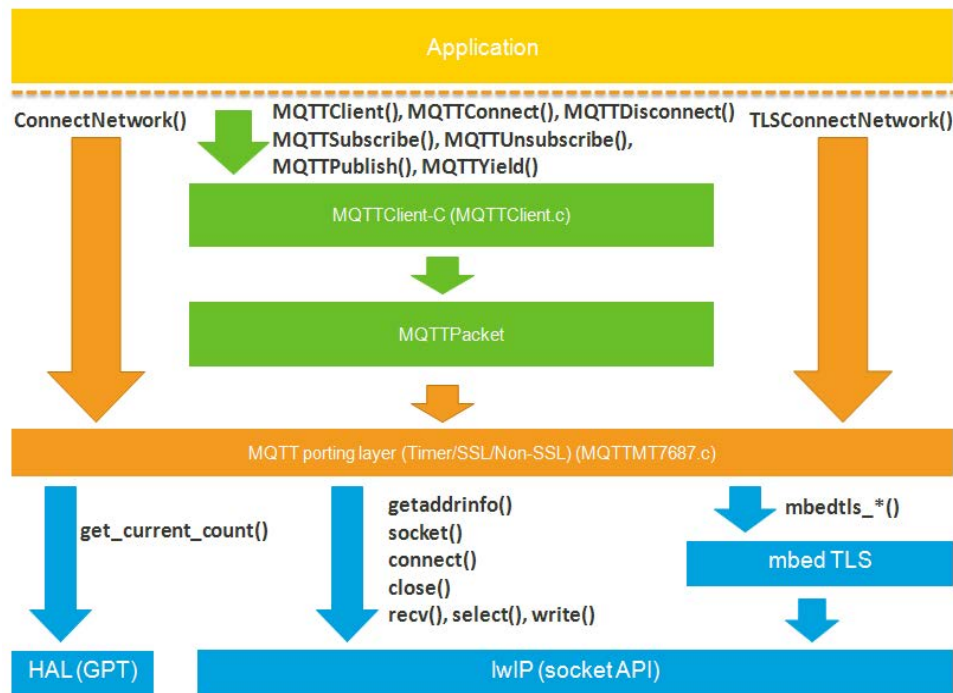 Application
ConnectNetwork()
MQTTClient(), MQTTConnect(), MQTTDisconnect()
MQTTSubscribe(), MQTTUnsubscribe(),
MQTTPublish(), MQTTYield()
TLSConnectNetwork()
MQTTClient-C (MQTTClient.c)
MQTTPacket
MQTT porting layer (Timer/SSL/Non-SSL) (MQTTMT7687.c)
get_current_count()
getaddrinfo()
socket()
connect()
close()
recv(), select(), write()
mbedtls_*()
mbed TLS
HAL (GPT)
lwIP (socket API)